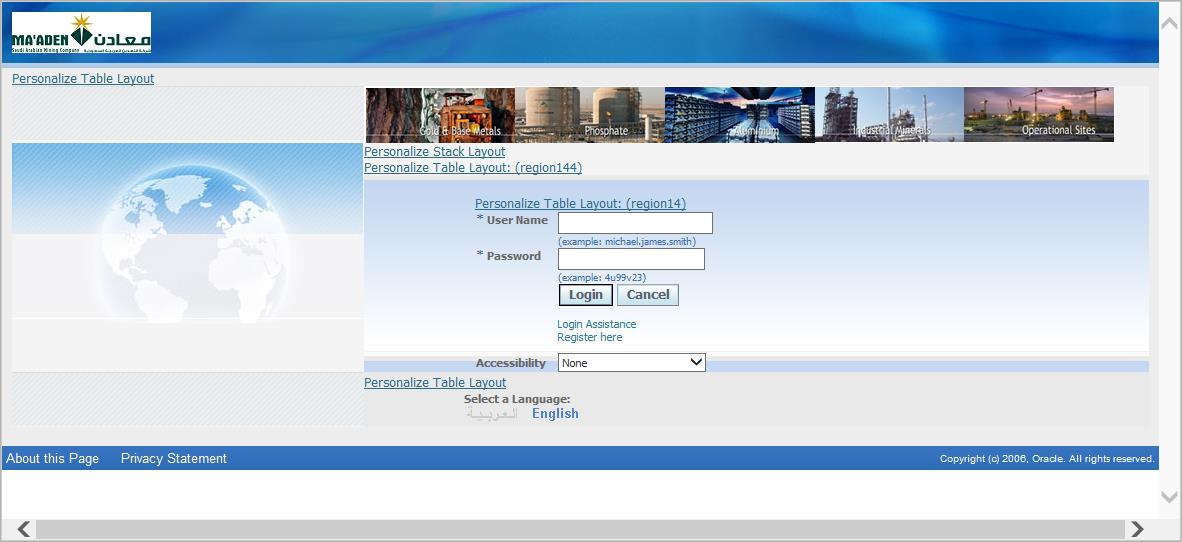 MA'ADEN معادن
Saudi Arabian Mining Company شركة التعدين العربية السعودية
Personalize Table Layout
Gold & Base Metals Phosphate Aluminium Industrial Minerals Operational Sites
Personalize Stack Layout
Personalize Table Layout: (region144)
Personalize Table Layout: (region14)
* User Name
(example: michael.james.smith)
* Password
(example: 4u99v23)
Login Cancel
Login Assistance
Register here
Accessibility None
Personalize Table Layout
Select a Language:
العربية English
About this Page Privacy Statement Copyright (c) 2006, Oracle. All rights reserved.